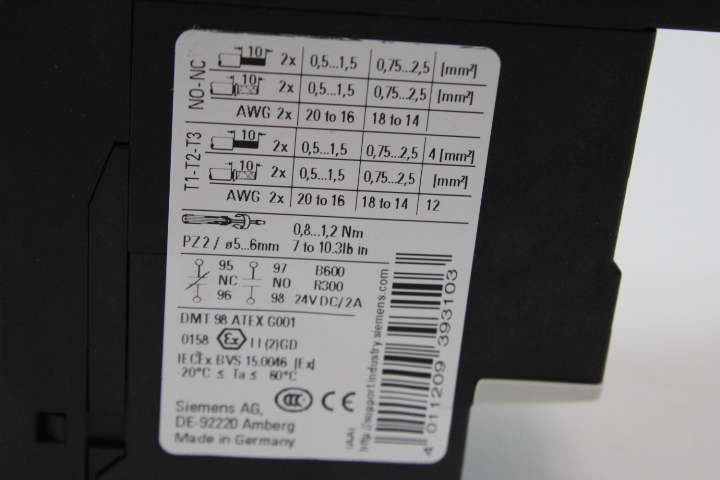 NO-NC
10 2x 0,5...1,5 0,75...2,5 [mm²]
10 2x 0,5...1,5 0,75...2,5 [mm²]
AWG 2x 20 to 16 18 to 14
T1-T2-T3
10 2x 0,5...1,5 0,75...2,5 4 [mm²]
10 2x 0,5...1,5 0,75...2,5 [mm²]
AWG 2x 20 to 16 18 to 14 12
0,8...1,2 Nm
PZ2 / ø5...6mm 7 to 10.3lb in
95 97 B600
NC NO R300
96 98 24VDC/2A
DMT 98 ATEX G001
0158 Ex II (2)GD
IECEx BVS 15.0046 [Ex]
-20°C ≤ Ta ≤ 60°C
Siemens AG,
DE-92220 Amberg
Made in Germany
CCC CE
(AA)
http://support.industry.siemens.com
4 011209 393103